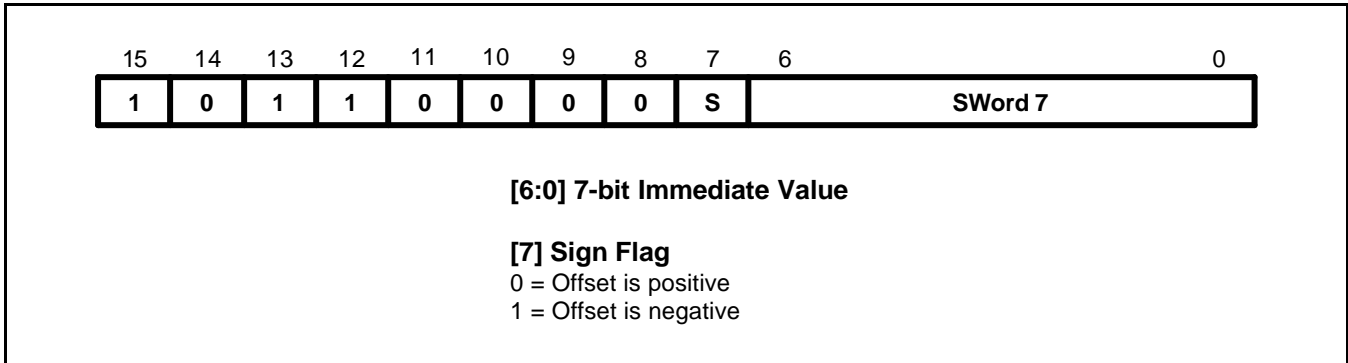 15 14 13 12 11 10 9 8 7 6 0
1 0 1 1 0 0 0 0 S SWord 7
[6:0] 7-bit Immediate Value
[7] Sign Flag
0 = Offset is positive
1 = Offset is negative